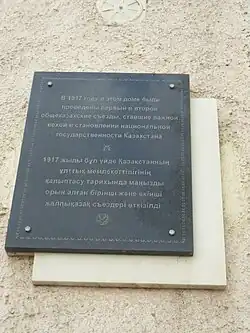 В 1917 году в этом доме были
проведены первый и второй
общеказахские съезды, ставшие важной
вехой в становлении национальной
государственности Казахстана
1917 жылы бұл үйде Қазақстанның
ұлттық мемлекеттігінің
қалыптасу тарихында маңызды
орын алған бірінші және екінші
жалпықазақ съездері өткізілді